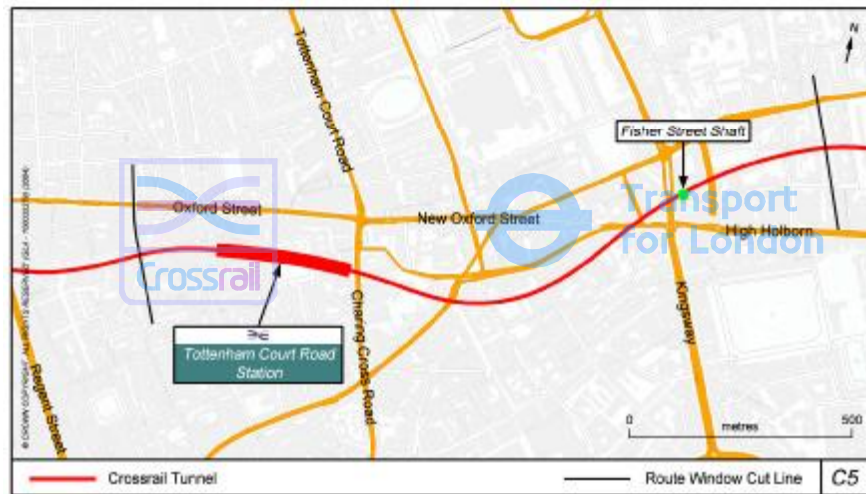 Tottenham Court
Road
N
Fisher Street Shaft
Crossrail
Transport
for London
Oxford Street
New Oxford Street
High Holborn
Tottenham Court Road
Station
Charing Cross Road
Kingsway
Regent Street
0 500
metres
Crossrail Tunnel
Route Window Cut Line
C5